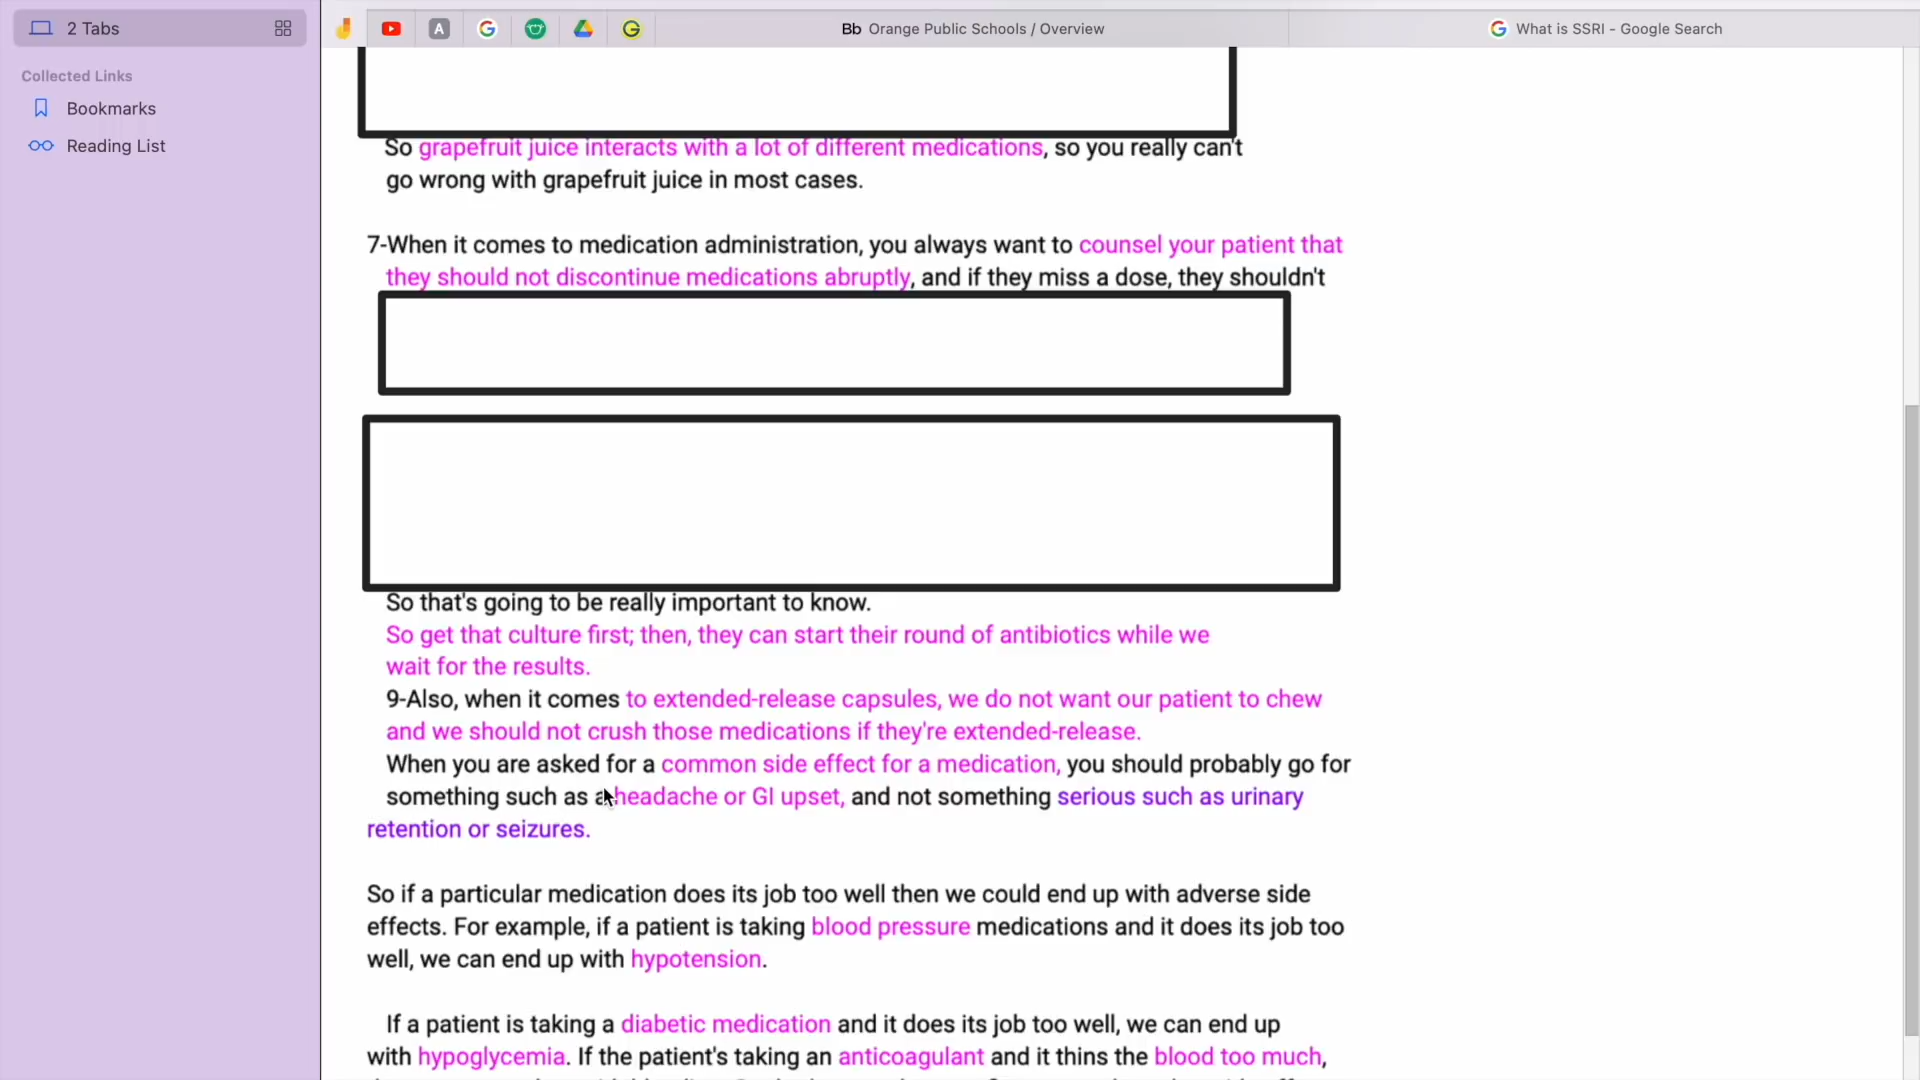 2 Tabs
Collected Links
Bookmarks
Reading List
A
G
Bb Orange Public Schools / Overview
What is SSRI - Google Search
So grapefruit juice interacts with a lot of different medications, so you really can't
go wrong with grapefruit juice in most cases.
7-When it comes to medication administration, you always want to counsel your patient that
they should not discontinue medications abruptly, and if they miss a dose, they shouldn't
So that's going to be really important to know.
So get that culture first; then, they can start their round of antibiotics while we
wait for the results.
9-Also, when it comes to extended-release capsules, we do not want our patient to chew
and we should not crush those medications if they're extended-release.
When you are asked for a common side effect for a medication, you should probably go for
something such as a headache or GI upset, and not something serious such as urinary
retention or seizures.
So if a particular medication does its job too well then we could end up with adverse side
effects. For example, if a patient is taking blood pressure medications and it does its job too
well, we can end up with hypotension.
If a patient is taking a diabetic medication and it does its job too well, we can end up
with hypoglycemia. If the patient's taking an anticoagulant and it thins the blood too much,